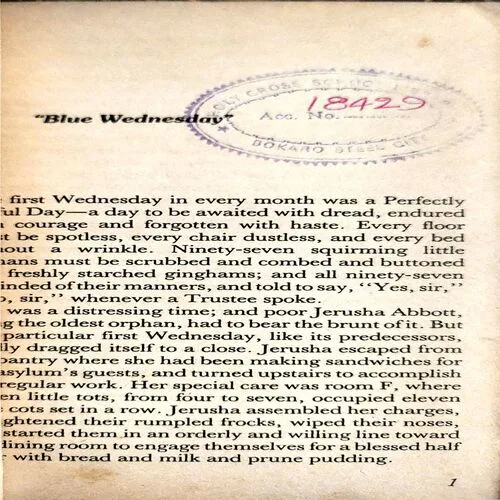 HOLY CROSS SCHOOL
18429
Acc. No.
BOKARO STEEL CITY
"Blue Wednesday"
first Wednesday in every month was a Perfectly
ful Day—a day to be awaited with dread, endured
courage and forgotten with haste. Every floor
t be spotless, every chair dustless, and every bed
hout a wrinkle. Ninety-seven squirming little
hans must be scrubbed and combed and buttoned
freshly starched ginghams; and all ninety-seven
inded of their manners, and told to say, "Yes, sir,"
o, sir," whenever a Trustee spoke.
was a distressing time; and poor Jerusha Abbott,
g the oldest orphan, had to bear the brunt of it. But
particular first Wednesday, like its predecessors,
lly dragged itself to a close. Jerusha escaped from
pantry where she had been making sandwiches for
asylum's guests, and turned upstairs to accomplish
regular work. Her special care was room F, where
en little tots, from four to seven, occupied eleven
cots set in a row. Jerusha assembled her charges,
ightened their rumpled frocks, wiped their noses,
started them in an orderly and willing line toward
dining room to engage themselves for a blessed half
with bread and milk and prune pudding.
1